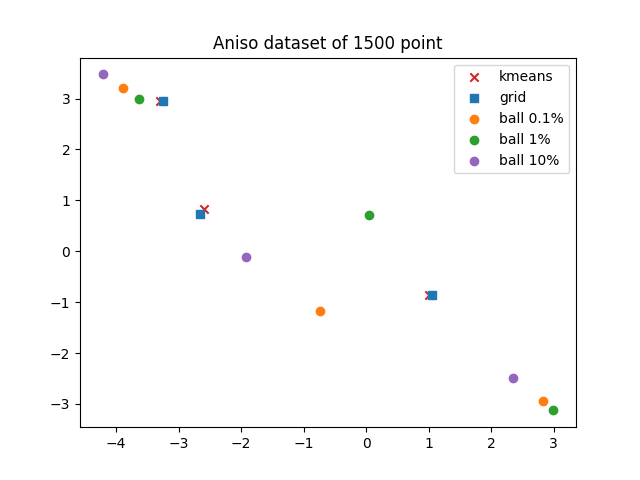 Aniso dataset of 1500 point
kmeans
grid
ball 0.1%
ball 1%
ball 10%
3
2
1
0
−1
−2
−3
−4
−3
−2
−1
0
1
2
3